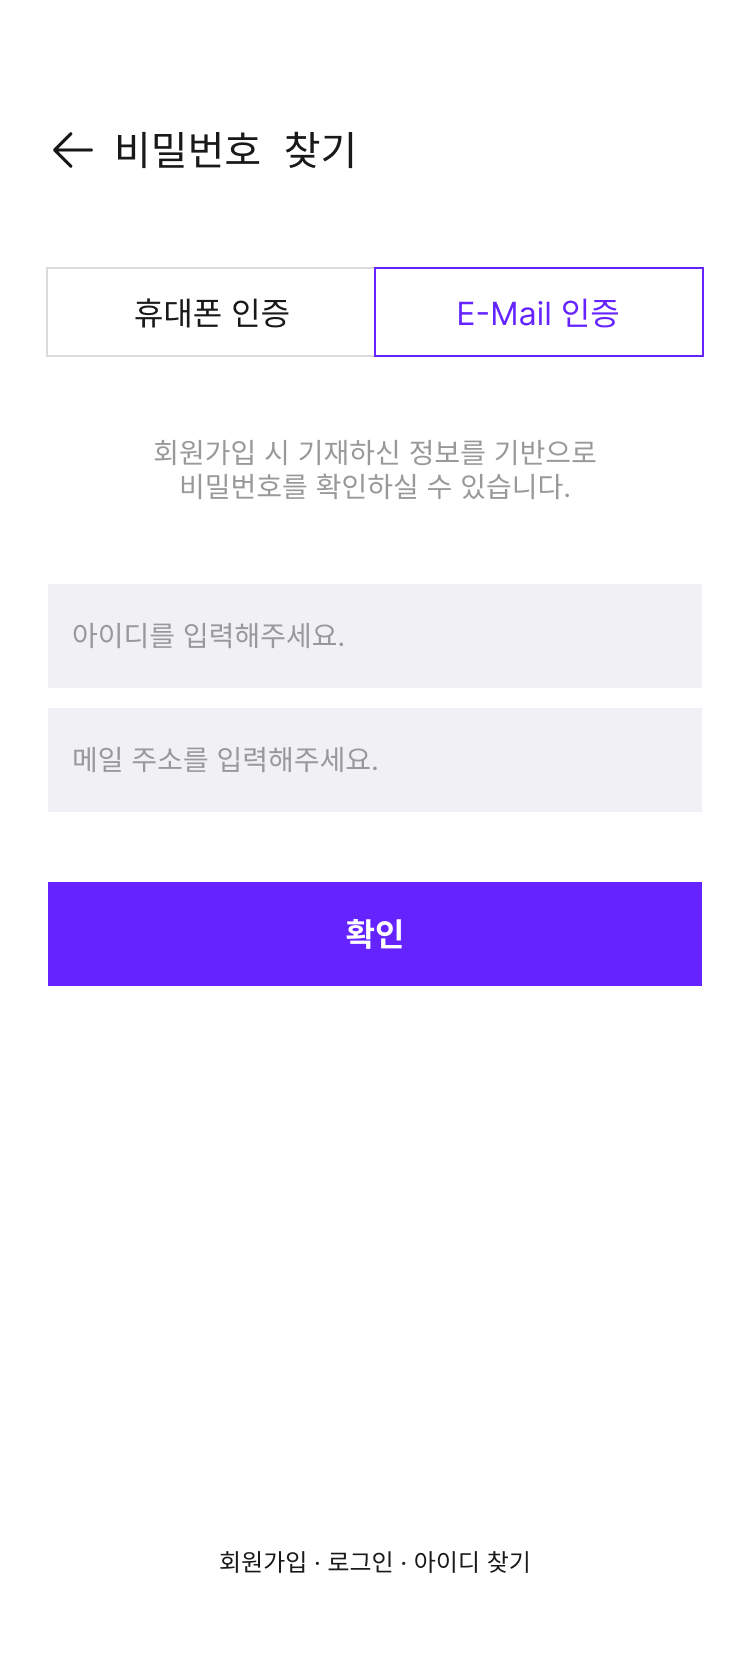 비밀번호 찾기
휴대폰 인증
E-Mail 인증
회원가입 시 기재하신 정보를 기반으로
비밀번호를 확인하실 수 있습니다.
아이디를 입력해주세요.
메일 주소를 입력해주세요.
확인
회원가입 · 로그인 · 아이디 찾기